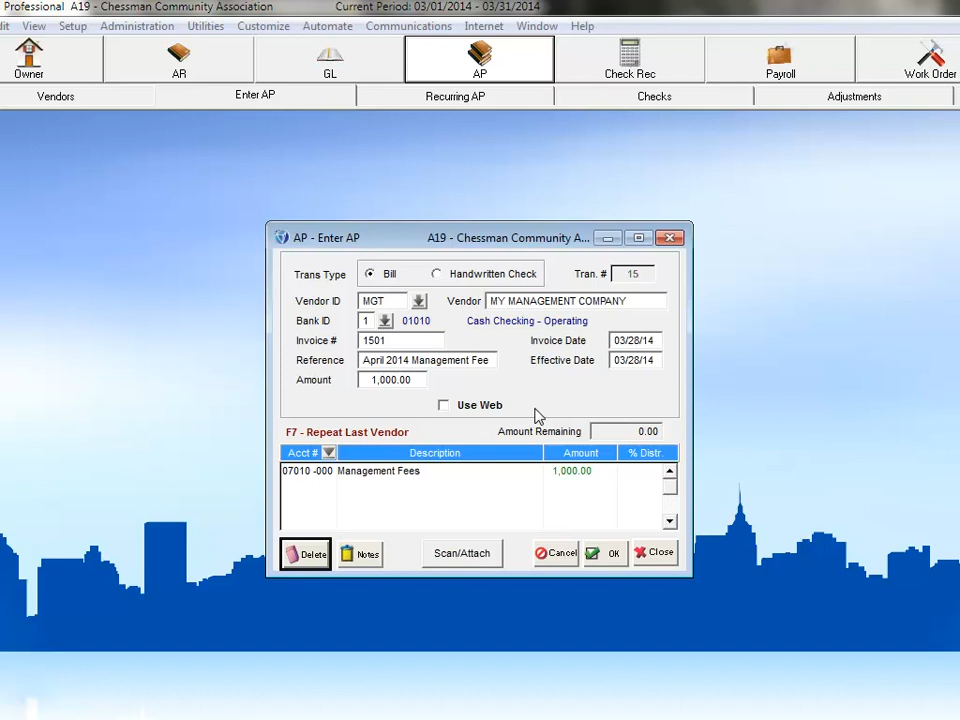 Professional A19 - Chessman Community Association Current Period: 03/01/2014 - 03/31/2014
dit View Setup Administration Utilities Customize Automate Communications Internet Window Help
Owner AR GL AP Check Rec Payroll Work Order
Vendors Enter AP Recurring AP Checks Adjustments
AP - Enter AP A19 - Chessman Community A...
Trans Type Bill Handwritten Check Tran. # 15
Vendor ID MGT Vendor MY MANAGEMENT COMPANY
Bank ID 1 01010 Cash Checking - Operating
Invoice # 1501 Invoice Date 03/28/14
Reference April 2014 Management Fee Effective Date 03/28/14
Amount 1,000.00
Use Web
F7 - Repeat Last Vendor Amount Remaining 0.00
Acct # Description Amount % Distr.
07010 -000 Management Fees 1,000.00
Delete Notes Scan/Attach Cancel OK Close